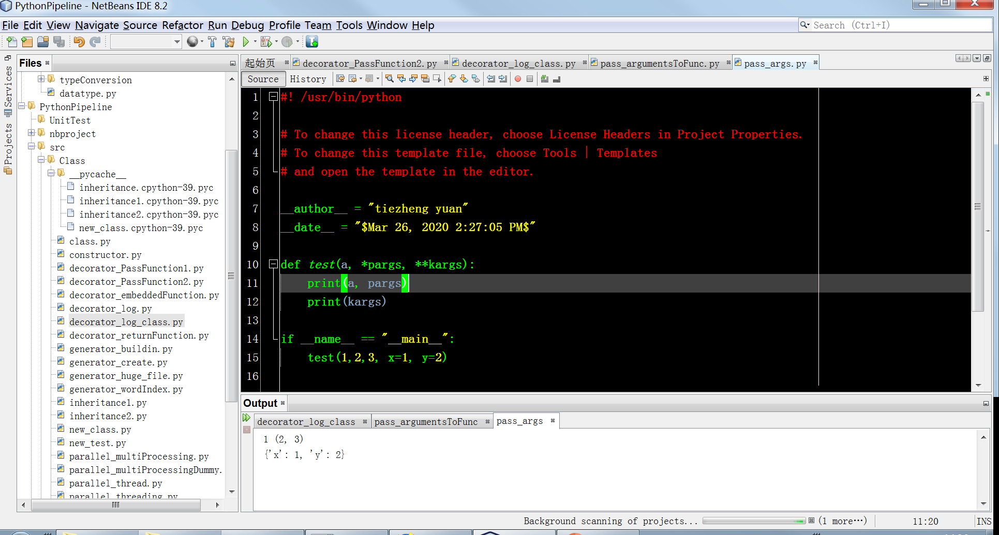 PythonPipeline - NetBeans IDE 8.2
File Edit View Navigate Source Refactor Run Debug Profile Team Tools Window Help
Search (Ctrl+I)
Services
Projects
Files
typeConversion
datatype.py
PythonPipeline
UnitTest
nbproject
src
Class
__pycache__
inheritance.cpython-39.pyc
inheritance1.cpython-39.pyc
inheritance2.cpython-39.pyc
new_class.cpython-39.pyc
class.py
constructor.py
decorator_PassFunction1.py
decorator_PassFunction2.py
decorator_embeddedFunction.py
decorator_log.py
decorator_log_class.py
decorator_returnFunction.py
generator_buildin.py
generator_create.py
generator_huge_file.py
generator_wordIndex.py
inheritance1.py
inheritance2.py
new_class.py
new_test.py
parallel_multiProcessing.py
parallel_multiProcessingDummy.
parallel_thread.py
parallel_threading.py
起始页 decorator_PassFunction2.py decorator_log_class.py pass_argumentsToFunc.py pass_args.py
Source History
1 #! /usr/bin/python
2
3 # To change this license header, choose License Headers in Project Properties.
4 # To change this template file, choose Tools | Templates
5 # and open the template in the editor.
6
7 __author__ = "tiezheng yuan"
8 __date__ = "$Mar 26, 2020 2:27:05 PM$"
9
10 def test(a, *pargs, **kargs):
11     print(a, pargs)
12     print(kargs)
13
14 if __name__ == "__main__":
15     test(1,2,3, x=1, y=2)
16
Output
decorator_log_class pass_argumentsToFunc pass_args
1 (2, 3)
{'x': 1, 'y': 2}
Background scanning of projects... (1 more…) 11:20 INS